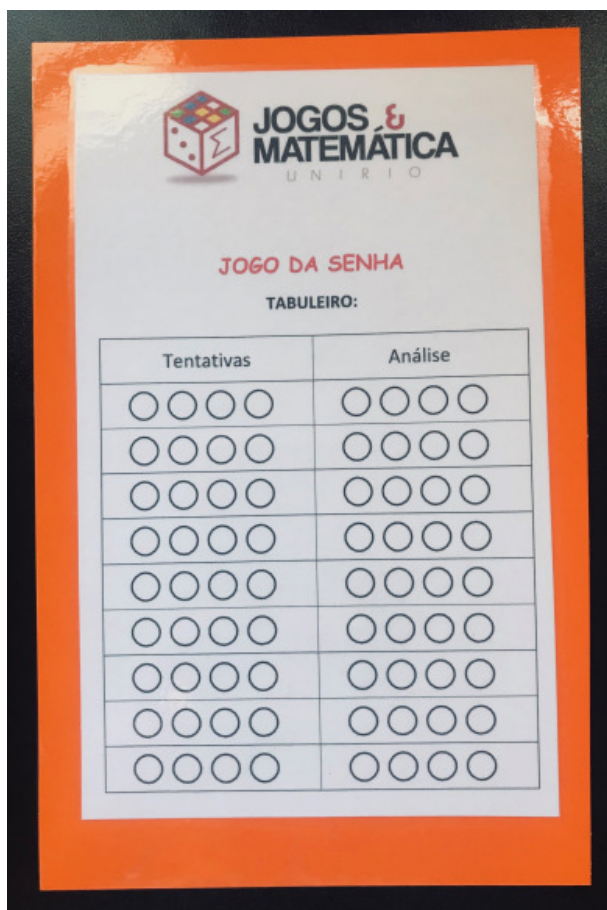 JOGOS &
MATEMÁTICA
UNIRIO
JOGO DA SENHA
TABULEIRO:
Tentativas Análise